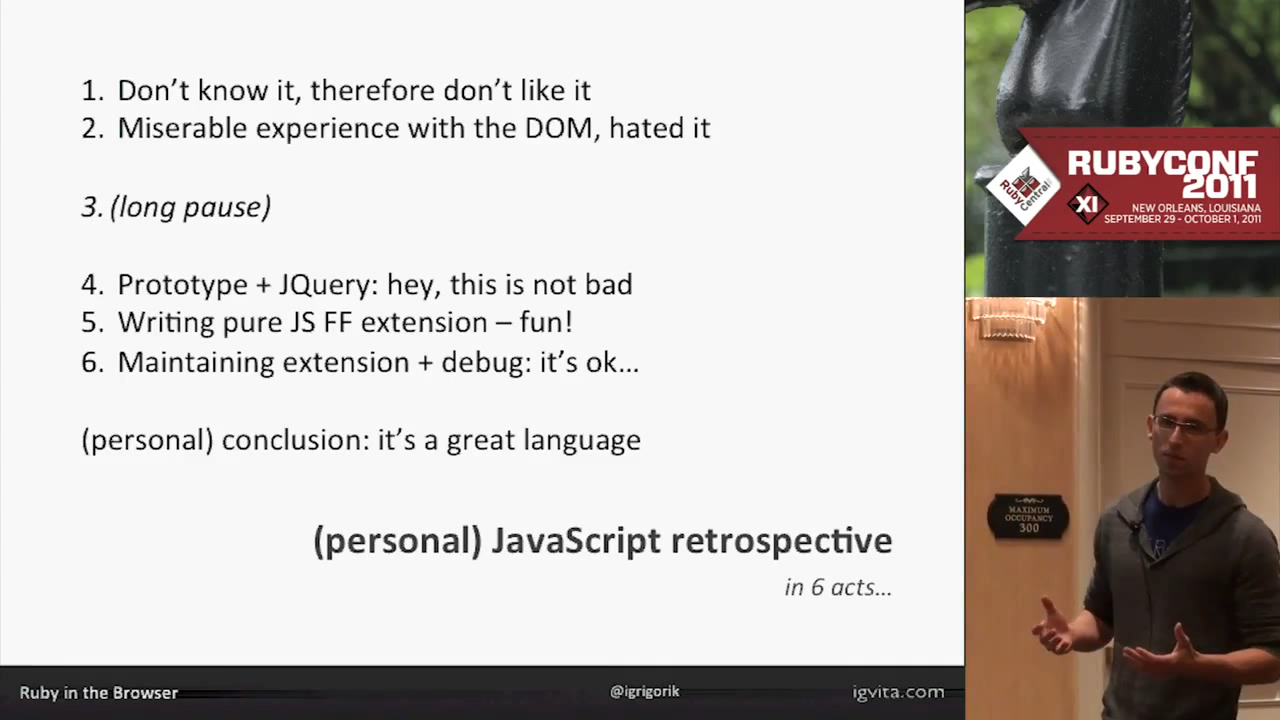 1. Don't know it, therefore don't like it
2. Miserable experience with the DOM, hated it
3. (long pause)
4. Prototype + JQuery: hey, this is not bad
5. Writing pure JS FF extension – fun!
6. Maintaining extension + debug: it's ok…
(personal) conclusion: it's a great language
(personal) JavaScript retrospective
in 6 acts…
Ruby in the Browser
@igrigorik
igvita.com
RubyCentral
RUBYCONF
2011
XI
NEW ORLEANS, LOUISIANA
SEPTEMBER 29 - OCTOBER 1, 2011
MAXIMUM
OCCUPANCY
300